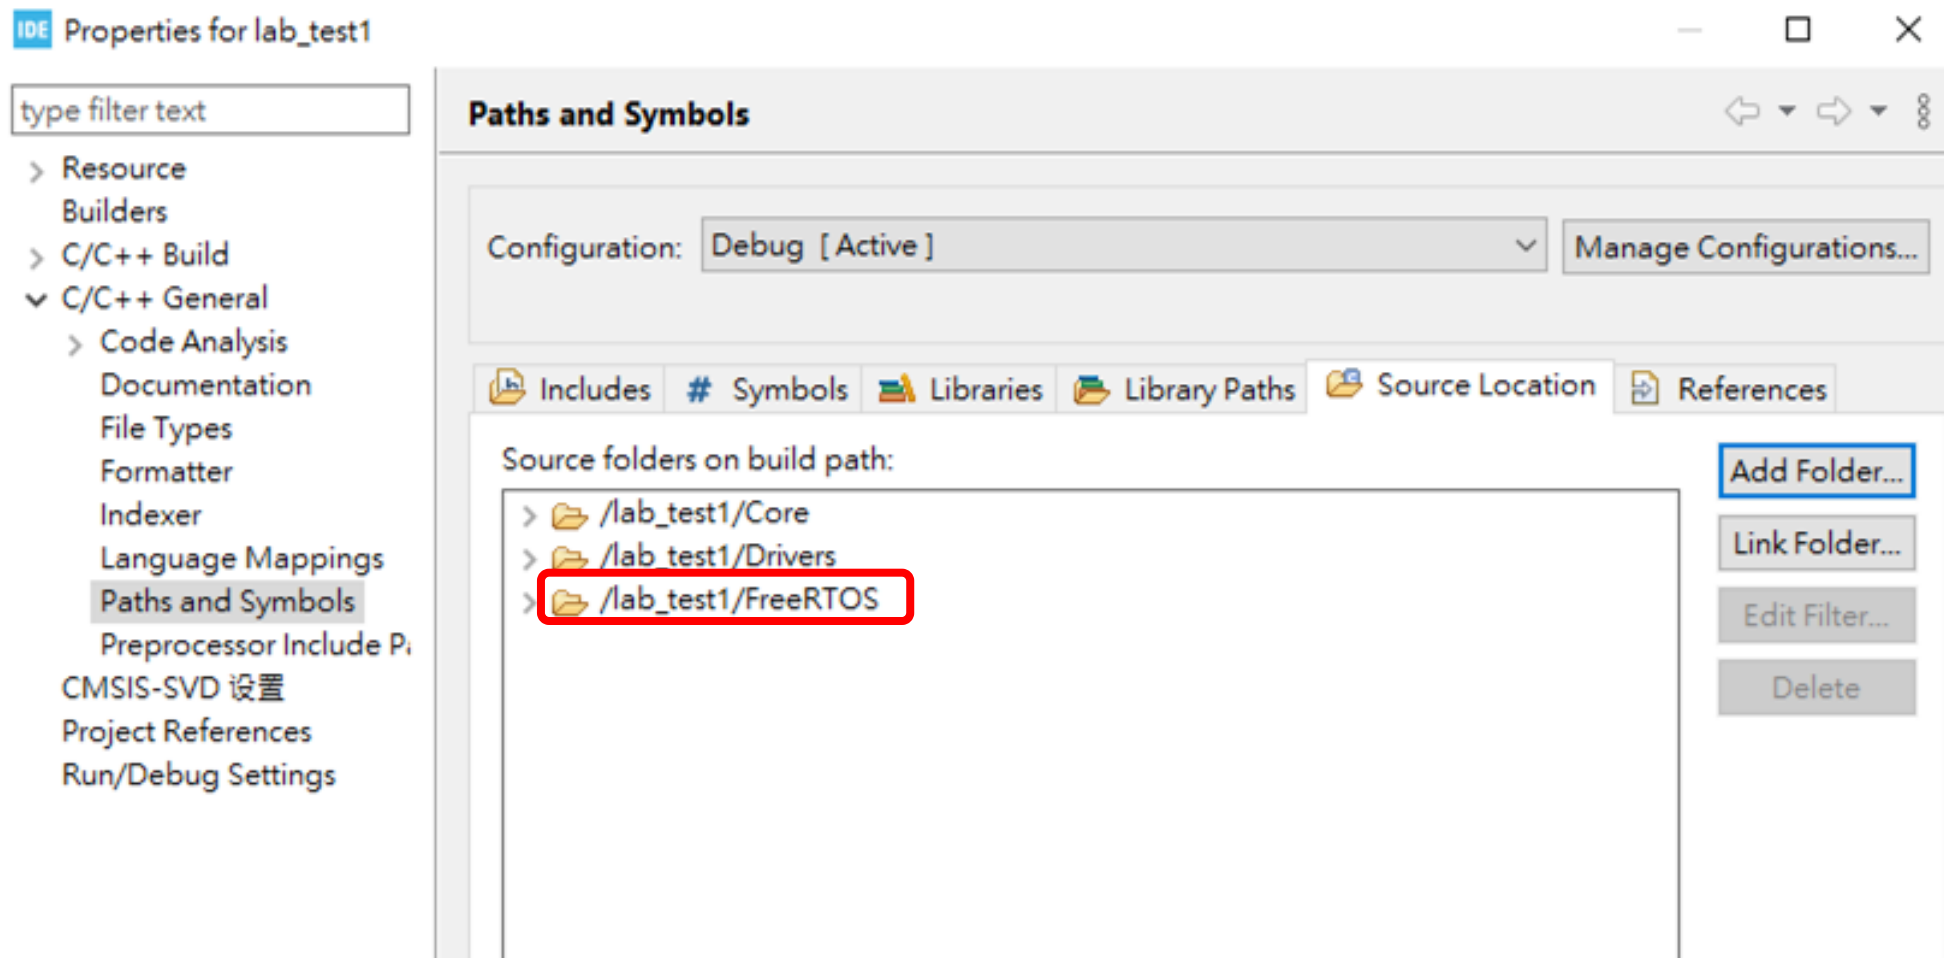 IDE Properties for lab_test1
type filter text
Resource
Builders
C/C++ Build
C/C++ General
Code Analysis
Documentation
File Types
Formatter
Indexer
Language Mappings
Paths and Symbols
Preprocessor Include Pa
CMSIS-SVD 设置
Project References
Run/Debug Settings
Paths and Symbols
Configuration: Debug [ Active ] Manage Configurations...
Includes # Symbols Libraries Library Paths Source Location References
Source folders on build path:
/lab_test1/Core
/lab_test1/Drivers
/lab_test1/FreeRTOS
Add Folder...
Link Folder...
Edit Filter...
Delete